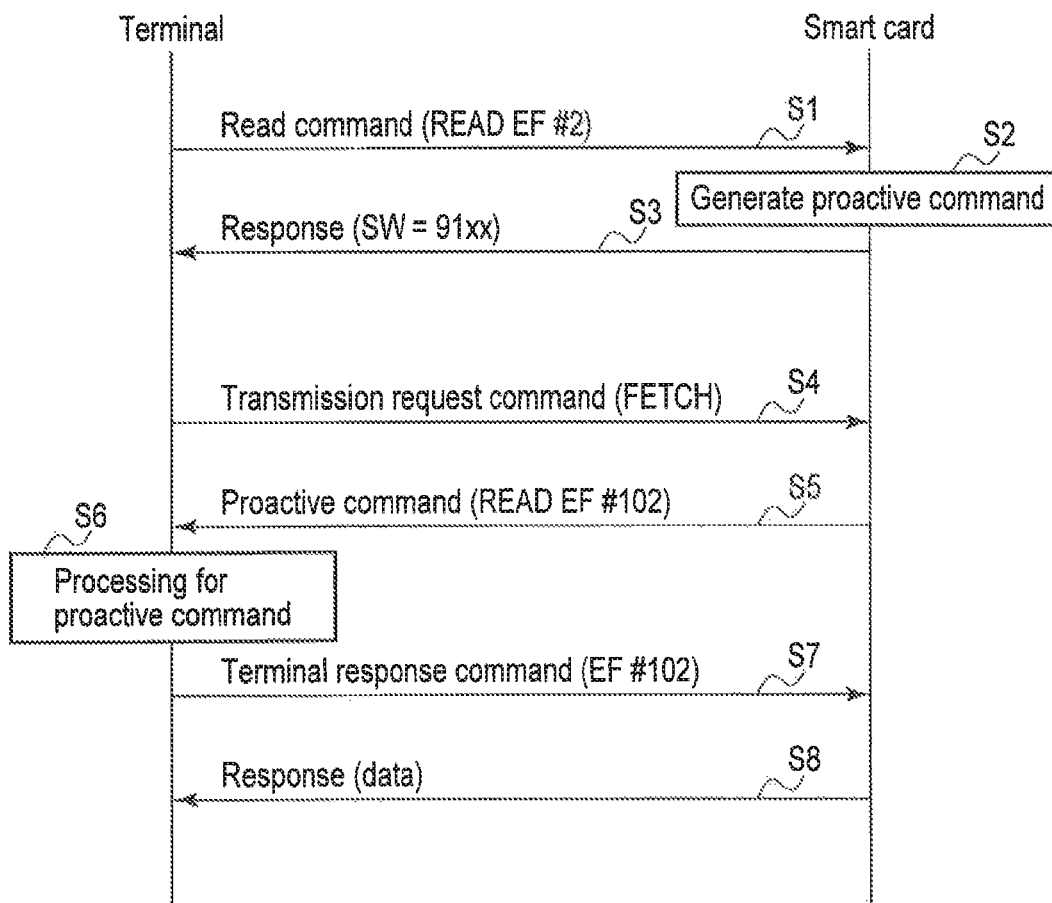 Terminal
Smart card
Read command (READ EF #2)
S1
S2
Generate proactive command
Response (SW = 91xx)
S3
Transmission request command (FETCH)
S4
Proactive command (READ EF #102)
S5
S6
Processing for
proactive command
Terminal response command (EF #102)
S7
Response (data)
S8